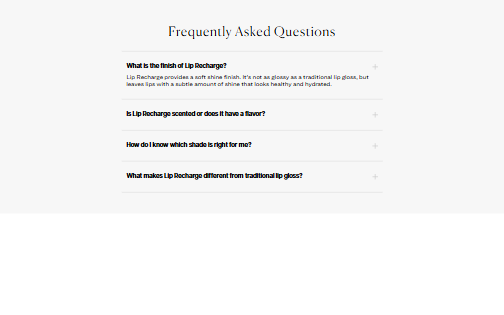 Frequently Asked Questions
What is the finish of Lip Recharge?
Lip Recharge provides a soft shine finish. It's not as glossy as a traditional lip gloss, but
leaves lips with a subtle amount of shine that looks healthy and hydrated.
Is Lip Recharge scented or does it have a flavor?
How do I know which shade is right for me?
What makes Lip Recharge different from traditional lip gloss?